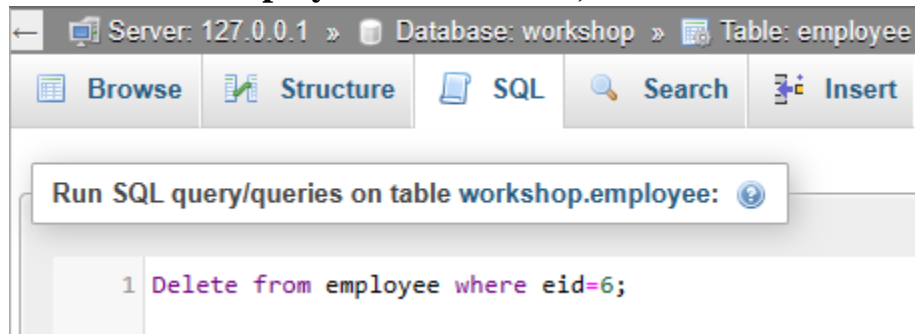 Server: 127.0.0.1 » Database: workshop » Table: employee
Browse Structure SQL Search Insert
Run SQL query/queries on table workshop.employee:
1 Delete from employee where eid=6;